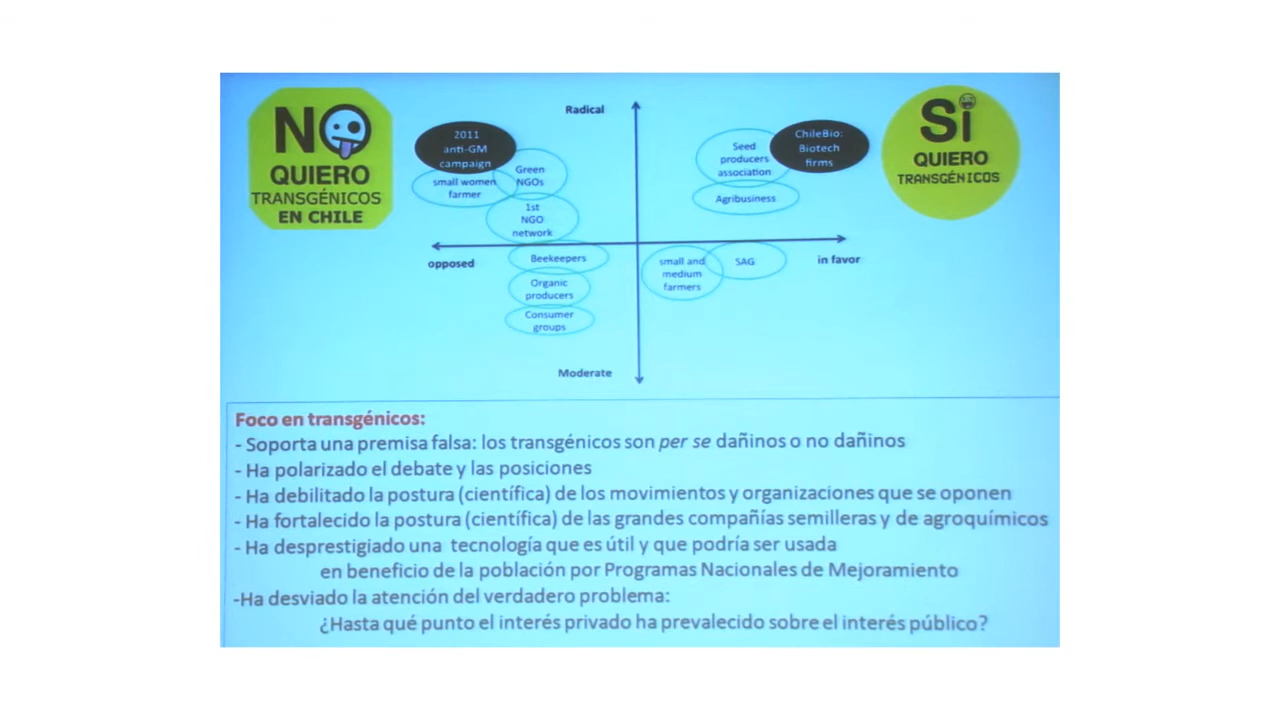 NO
QUIERO
TRANSGÉNICOS
EN CHILE
Radical
2011
anti-GM
campaign
small women
farmer
Green
NGOs
1st
NGO
network
Seed
producers
association
ChileBio:
Biotech
firms
Agribusiness
Sí
QUIERO
TRANSGÉNICOS
opposed
Beekeepers
Organic
producers
Consumer
groups
small and
medium
farmers
SAG
in favor
Moderate
Foco en transgénicos:
- Soporta una premisa falsa: los transgénicos son per se dañinos o no dañinos
- Ha polarizado el debate y las posiciones
- Ha debilitado la postura (científica) de los movimientos y organizaciones que se oponen
- Ha fortalecido la postura (científica) de las grandes compañías semilleras y de agroquímicos
- Ha desprestigiado una tecnología que es útil y que podría ser usada
en beneficio de la población por Programas Nacionales de Mejoramiento
-Ha desviado la atención del verdadero problema:
¿Hasta qué punto el interés privado ha prevalecido sobre el interés público?